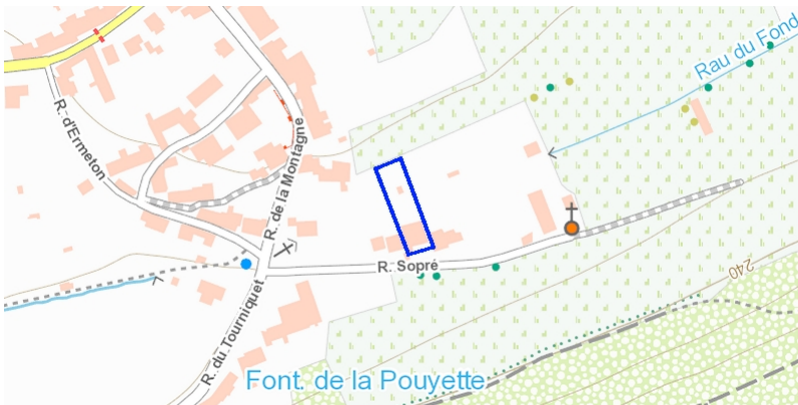 Rau du Fond
R. d'Ermeton
R. de la Montagne
R. Sopré
240
R. du Tourniquet
Font. de la Pouyette